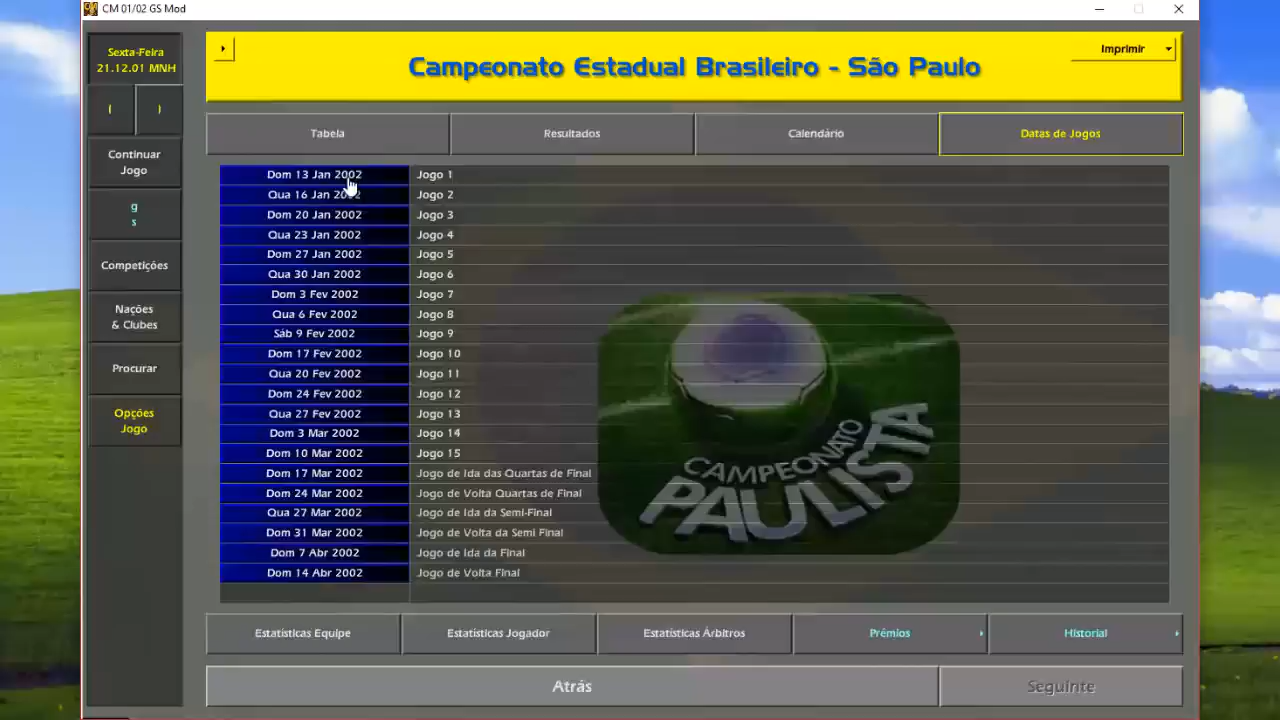 CM 01/02 GS Mod
Sexta-Feira
21.12.01 MNH
Continuar
Jogo
g
s
Competições
Nações
& Clubes
Procurar
Opções
Jogo
Imprimir
Campeonato Estadual Brasileiro - São Paulo
Tabela
Resultados
Calendário
Datas de Jogos
Dom 13 Jan 2002 Jogo 1
Qua 16 Jan 2002 Jogo 2
Dom 20 Jan 2002 Jogo 3
Qua 23 Jan 2002 Jogo 4
Dom 27 Jan 2002 Jogo 5
Qua 30 Jan 2002 Jogo 6
Dom 3 Fev 2002 Jogo 7
Qua 6 Fev 2002 Jogo 8
Sáb 9 Fev 2002 Jogo 9
Dom 17 Fev 2002 Jogo 10
Qua 20 Fev 2002 Jogo 11
Dom 24 Fev 2002 Jogo 12
Qua 27 Fev 2002 Jogo 13
Dom 3 Mar 2002 Jogo 14
Dom 10 Mar 2002 Jogo 15
Dom 17 Mar 2002 Jogo de Ida das Quartas de Final
Dom 24 Mar 2002 Jogo de Volta Quartas de Final
Qua 27 Mar 2002 Jogo de Ida da Semi-Final
Dom 31 Mar 2002 Jogo de Volta da Semi Final
Dom 7 Abr 2002 Jogo de Ida da Final
Dom 14 Abr 2002 Jogo de Volta Final
CAMPEONATO
PAULISTA
Estatísticas Equipe
Estatísticas Jogador
Estatísticas Árbitros
Prémios
Historial
Atrás
Seguinte